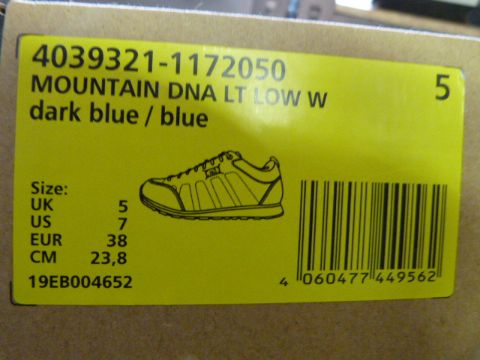 4039321-1172050
5
MOUNTAIN DNA LT LOW W
dark blue / blue
Size:
UK 5
US 7
EUR 38
CM 23,8
19EB004652
4 060477 449562